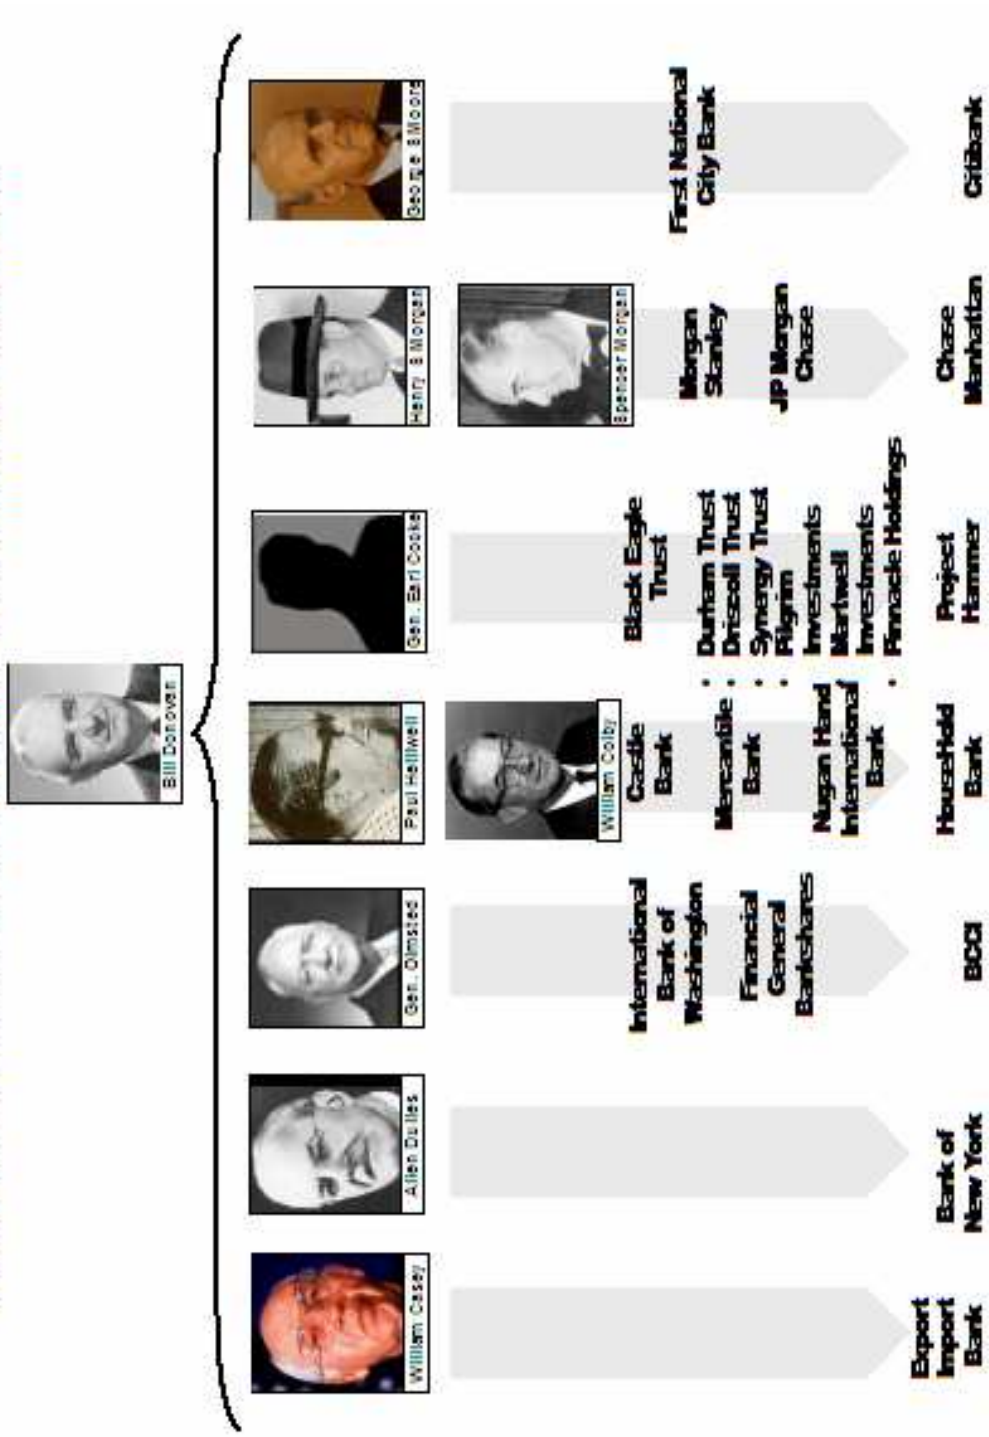 Bill Donovan
William Casey
Allen Dulles
Gen. Olmsted
Paul Helliwell
Gen. Earl Cooke
Henry S Morgan
George S Moore
William Colby
Spencer Morgan
International
Bank of
Washington
Financial
General
Bankshares
Castle
Bank
Mercantile
Bank
Nugan Hand
International
Bank
Black Eagle
Trust
• Durham Trust
• Driscoll Trust
• Synergy Trust
• Pilgrim
Investments
Martwell
Investments
• Pinnacle Holdings
Morgan
Stanley
JP Morgan
Chase
First National
City Bank
Export
Import
Bank
Bank of
New York
BCCI
HouseHold
Bank
Project
Hammer
Chase
Manhattan
Citibank